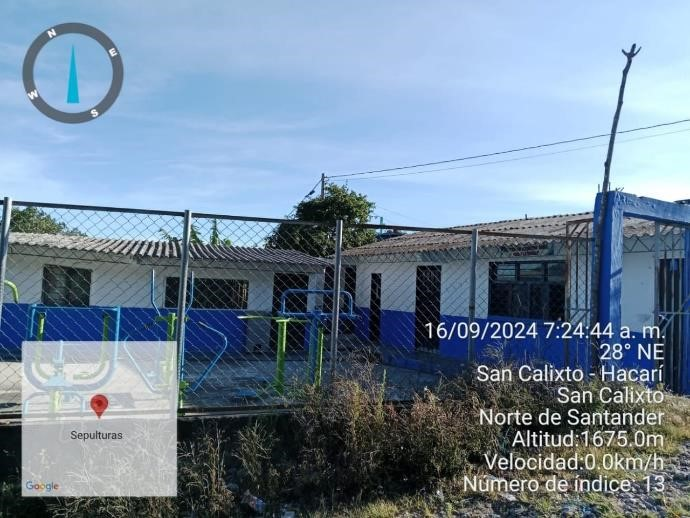 N
E
S
W
16/09/2024 7:24:44 a. m.
28° NE
San Calixto - Hacarí
San Calixto
Norte de Santander
Altitud:1675.0m
Velocidad:0.0km/h
Número de índice: 13
Sepulturas
Google